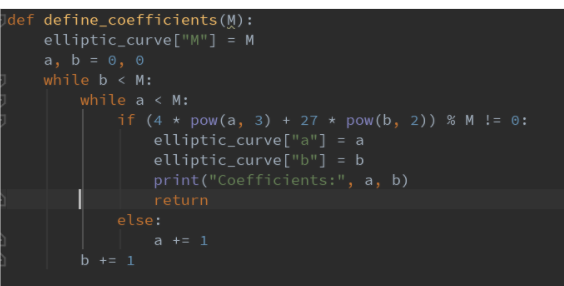 def define_coefficients(M):
    elliptic_curve["M"] = M
    a, b = 0, 0
    while b < M:
        while a < M:
            if (4 * pow(a, 3) + 27 * pow(b, 2)) % M != 0:
                elliptic_curve["a"] = a
                elliptic_curve["b"] = b
                print("Coefficients:", a, b)
                return
            else:
                a += 1
        b += 1